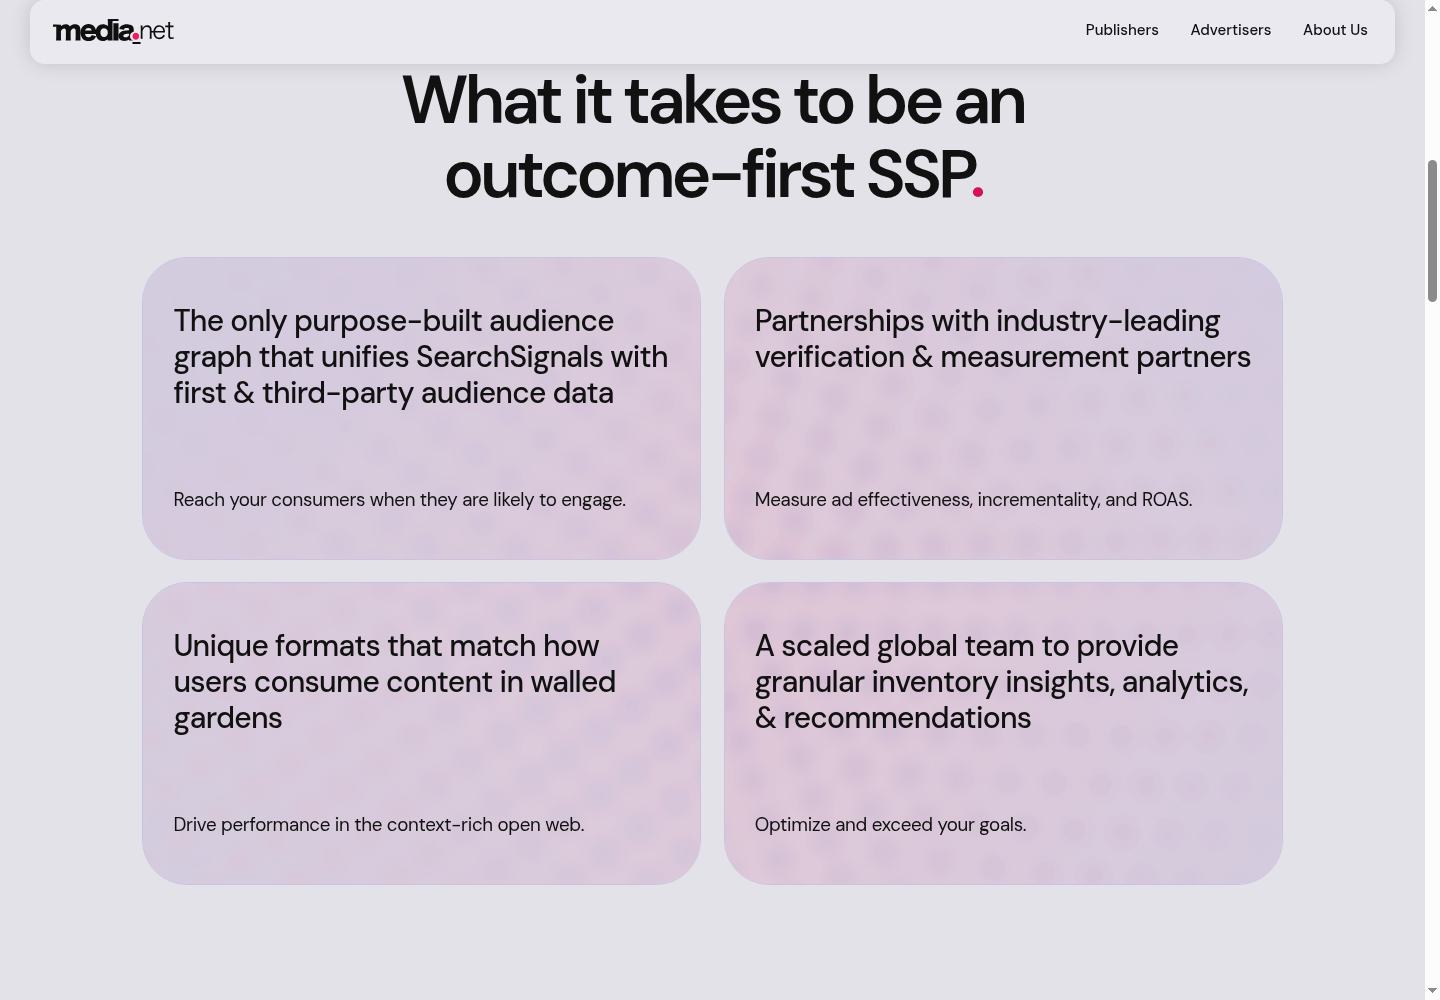 media.net
Publishers
Advertisers
About Us
What it takes to be an
outcome-first SSP.
The only purpose-built audience
graph that unifies SearchSignals with
first & third-party audience data
Reach your consumers when they are likely to engage.
Partnerships with industry-leading
verification & measurement partners
Measure ad effectiveness, incrementality, and ROAS.
Unique formats that match how
users consume content in walled
gardens
Drive performance in the context-rich open web.
A scaled global team to provide
granular inventory insights, analytics,
& recommendations
Optimize and exceed your goals.